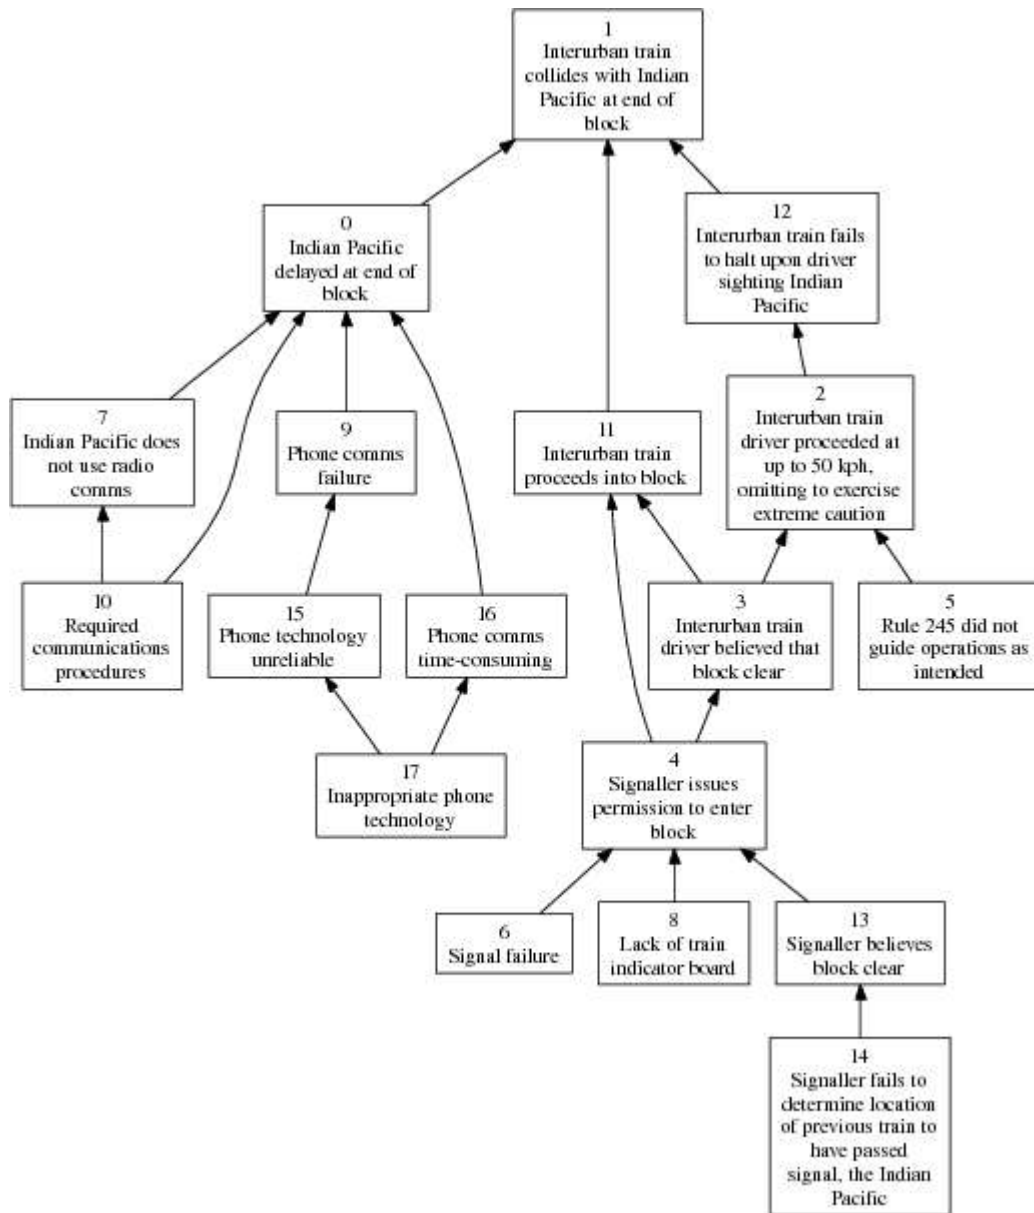 1
Interurban train
collides with Indian
Pacific at end of
block
0
Indian Pacific
delayed at end of
block
12
Interurban train fails
to halt upon driver
sighting Indian
Pacific
7
Indian Pacific does
not use radio
comms
9
Phone comms
failure
11
Interurban train
proceeds into block
2
Interurban train
driver proceeded at
up to 50 kph,
omitting to exercise
extreme caution
10
Required
communications
procedures
15
Phone technology
unreliable
16
Phone comms
time-consuming
3
Interurban train
driver believed that
block clear
5
Rule 245 did not
guide operations as
intended
17
Inappropriate phone
technology
4
Signaller issues
permission to enter
block
6
Signal failure
8
Lack of train
indicator board
13
Signaller believes
block clear
14
Signaller fails to
determine location
of previous train to
have passed
signal, the Indian
Pacific